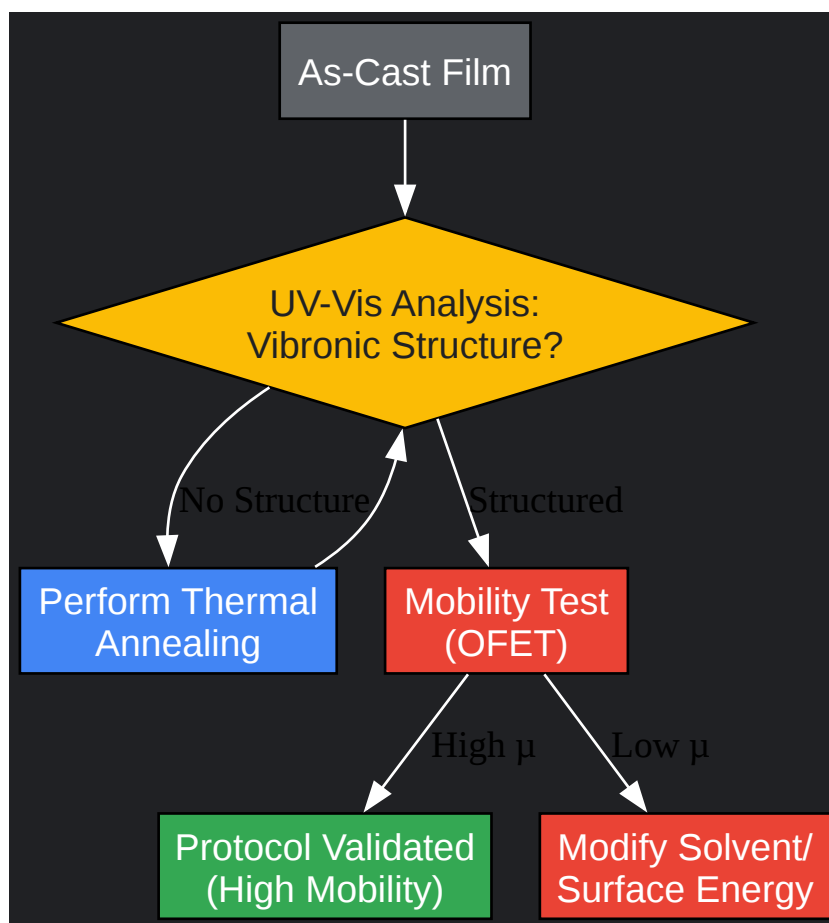 As-Cast Film
UV-Vis Analysis:
Vibronic Structure?
No Structure
Structured
Perform Thermal
Annealing
Mobility Test
(OFET)
High µ
Low µ
Protocol Validated
(High Mobility)
Modify Solvent/
Surface Energy